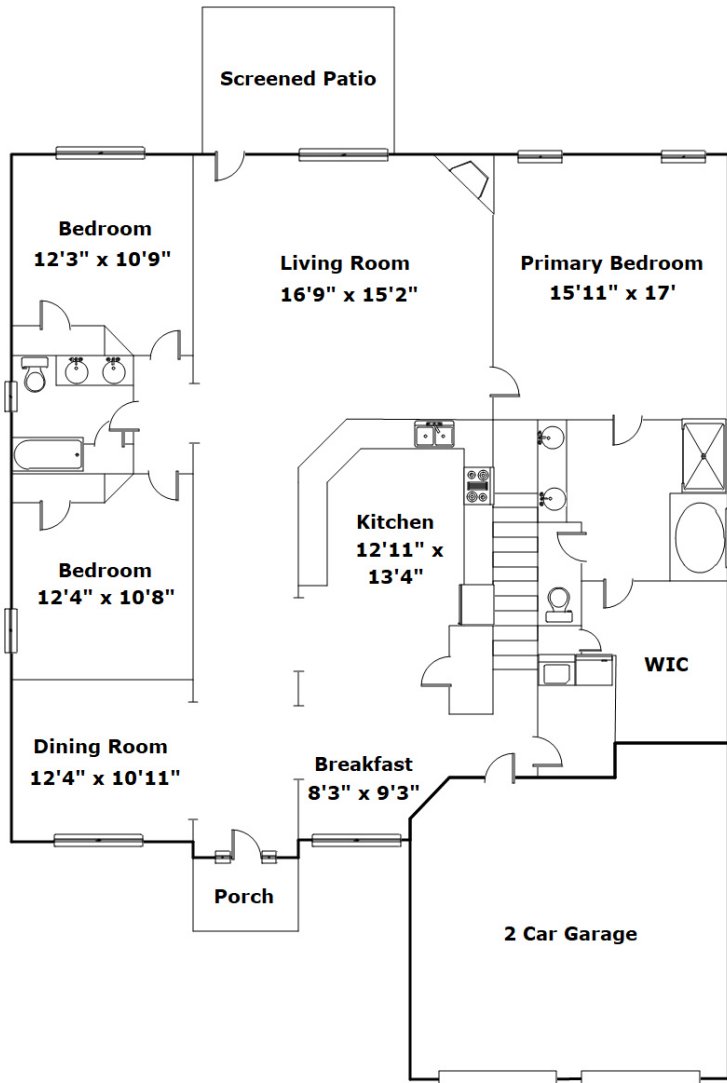 Screened Patio
Bedroom
12'3" x 10'9"
Living Room
16'9" x 15'2"
Primary Bedroom
15'11" x 17'
Kitchen
12'11" x
13'4"
Bedroom
12'4" x 10'8"
WIC
Dining Room
12'4" x 10'11"
Breakfast
8'3" x 9'3"
Porch
2 Car Garage